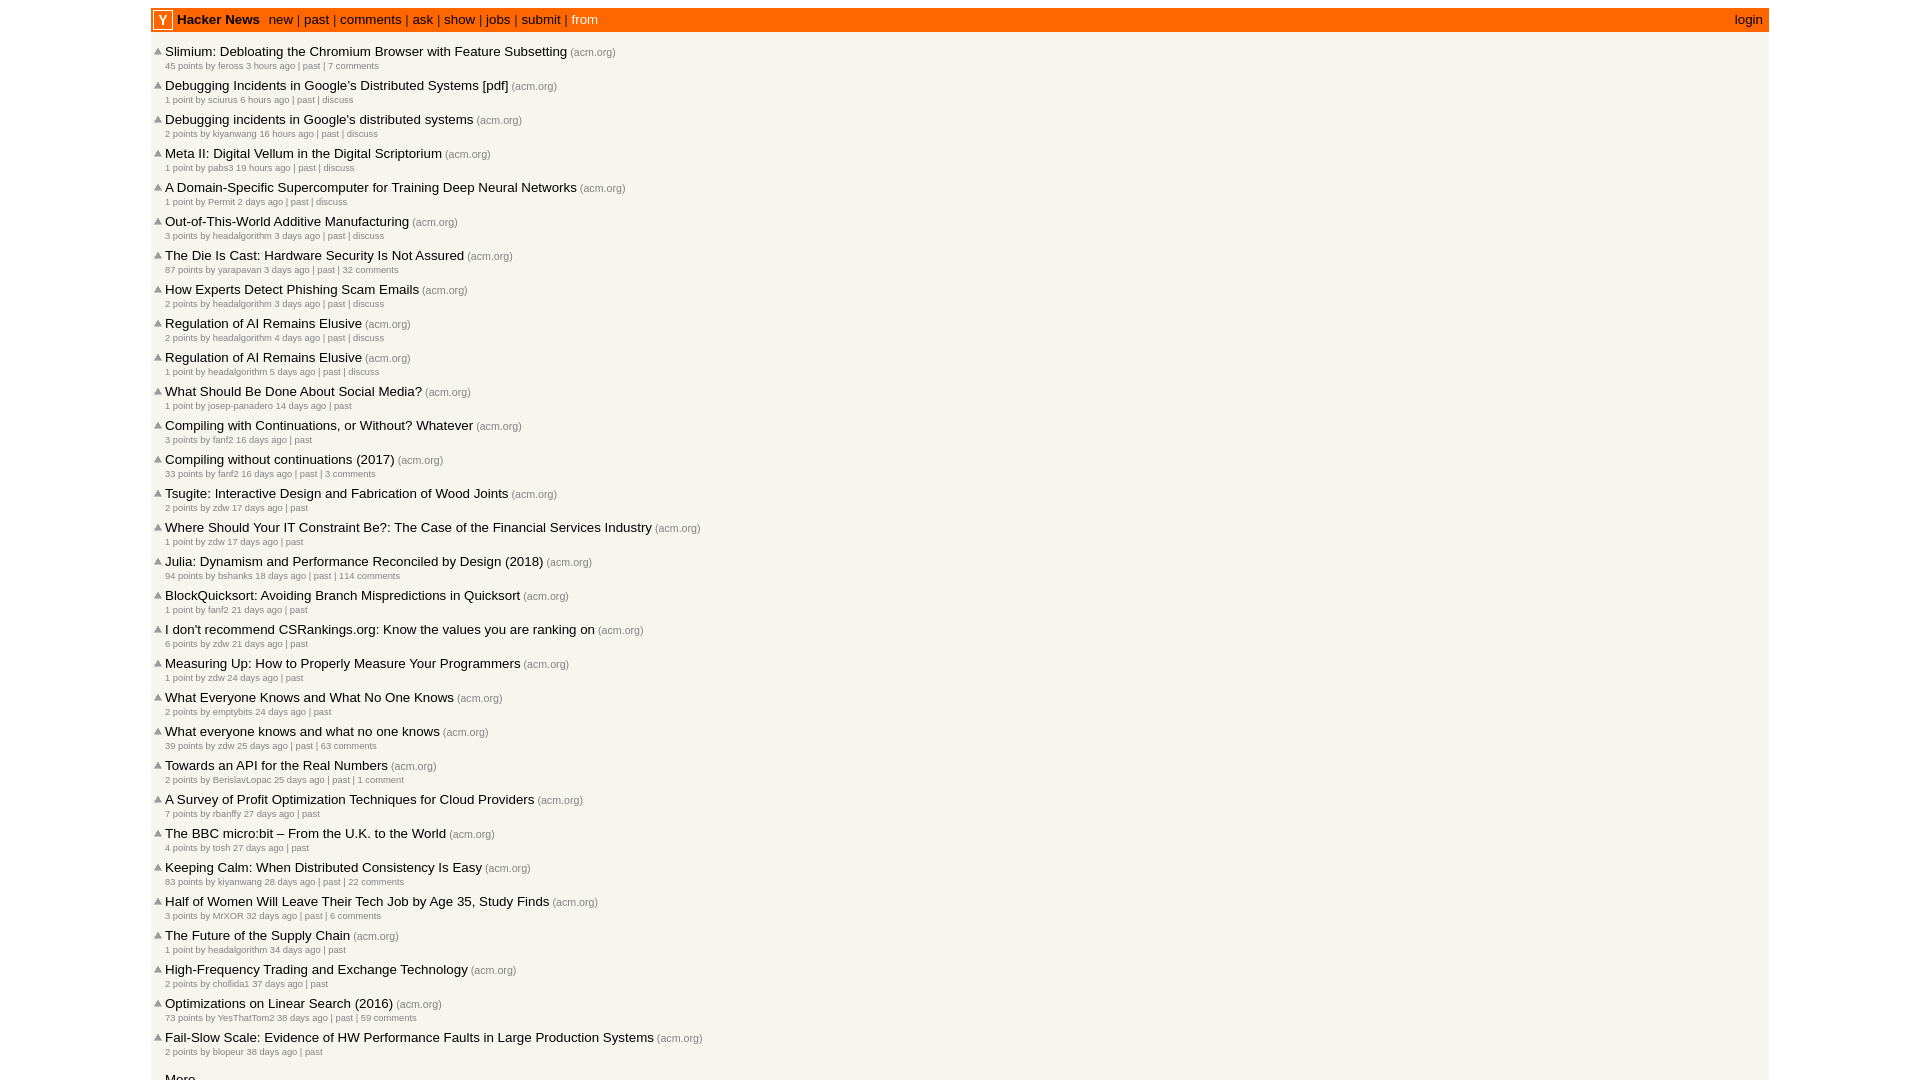 Y Hacker News new | past | comments | ask | show | jobs | submit | from login
Slimium: Debloating the Chromium Browser with Feature Subsetting (acm.org)
45 points by feross 3 hours ago | past | 7 comments
Debugging Incidents in Google’s Distributed Systems [pdf] (acm.org)
1 point by sciurus 6 hours ago | past | discuss
Debugging incidents in Google's distributed systems (acm.org)
2 points by kiyanwang 16 hours ago | past | discuss
Meta II: Digital Vellum in the Digital Scriptorium (acm.org)
1 point by pabs3 19 hours ago | past | discuss
A Domain-Specific Supercomputer for Training Deep Neural Networks (acm.org)
1 point by Permit 2 days ago | past | discuss
Out-of-This-World Additive Manufacturing (acm.org)
3 points by headalgorithm 3 days ago | past | discuss
The Die Is Cast: Hardware Security Is Not Assured (acm.org)
87 points by yarapavan 3 days ago | past | 32 comments
How Experts Detect Phishing Scam Emails (acm.org)
2 points by headalgorithm 3 days ago | past | discuss
Regulation of AI Remains Elusive (acm.org)
2 points by headalgorithm 4 days ago | past | discuss
Regulation of AI Remains Elusive (acm.org)
1 point by headalgorithm 5 days ago | past | discuss
What Should Be Done About Social Media? (acm.org)
1 point by josep-panadero 14 days ago | past
Compiling with Continuations, or Without? Whatever (acm.org)
3 points by fanf2 16 days ago | past
Compiling without continuations (2017) (acm.org)
33 points by fanf2 16 days ago | past | 3 comments
Tsugite: Interactive Design and Fabrication of Wood Joints (acm.org)
2 points by zdw 17 days ago | past
Where Should Your IT Constraint Be?: The Case of the Financial Services Industry (acm.org)
1 point by zdw 17 days ago | past
Julia: Dynamism and Performance Reconciled by Design (2018) (acm.org)
94 points by bshanks 18 days ago | past | 114 comments
BlockQuicksort: Avoiding Branch Mispredictions in Quicksort (acm.org)
1 point by fanf2 21 days ago | past
I don't recommend CSRankings.org: Know the values you are ranking on (acm.org)
6 points by zdw 21 days ago | past
Measuring Up: How to Properly Measure Your Programmers (acm.org)
1 point by zdw 24 days ago | past
What Everyone Knows and What No One Knows (acm.org)
2 points by emptybits 24 days ago | past
What everyone knows and what no one knows (acm.org)
39 points by zdw 25 days ago | past | 63 comments
Towards an API for the Real Numbers (acm.org)
2 points by BerislavLopac 25 days ago | past | 1 comment
A Survey of Profit Optimization Techniques for Cloud Providers (acm.org)
7 points by rbanffy 27 days ago | past
The BBC micro:bit – From the U.K. to the World (acm.org)
4 points by tosh 27 days ago | past
Keeping Calm: When Distributed Consistency Is Easy (acm.org)
83 points by kiyanwang 28 days ago | past | 22 comments
Half of Women Will Leave Their Tech Job by Age 35, Study Finds (acm.org)
3 points by MrXOR 32 days ago | past | 6 comments
The Future of the Supply Chain (acm.org)
1 point by headalgorithm 34 days ago | past
High-Frequency Trading and Exchange Technology (acm.org)
2 points by chollida1 37 days ago | past
Optimizations on Linear Search (2016) (acm.org)
73 points by YesThatTom2 38 days ago | past | 59 comments
Fail-Slow Scale: Evidence of HW Performance Faults in Large Production Systems (acm.org)
2 points by blopeur 38 days ago | past
More